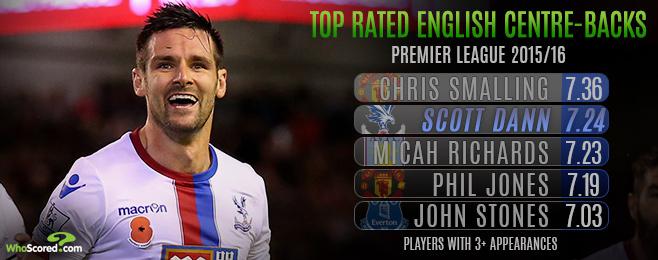 TOP RATED ENGLISH CENTRE-BACKS
PREMIER LEAGUE 2015/16
CHRIS SMALLING 7.36
SCOTT DANN 7.24
MICAH RICHARDS 7.23
PHIL JONES 7.19
Everton
JOHN STONES 7.03
PLAYERS WITH 3+ APPEARANCES
macron
WhoScored.com